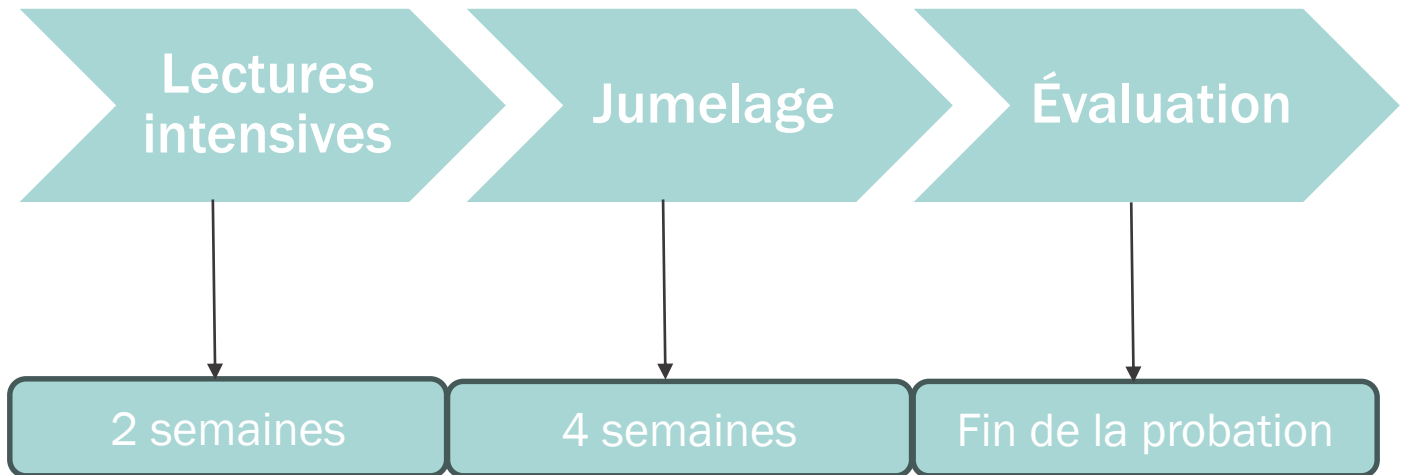 Lectures
intensives
Jumelage
Évaluation
2 semaines
4 semaines
Fin de la probation